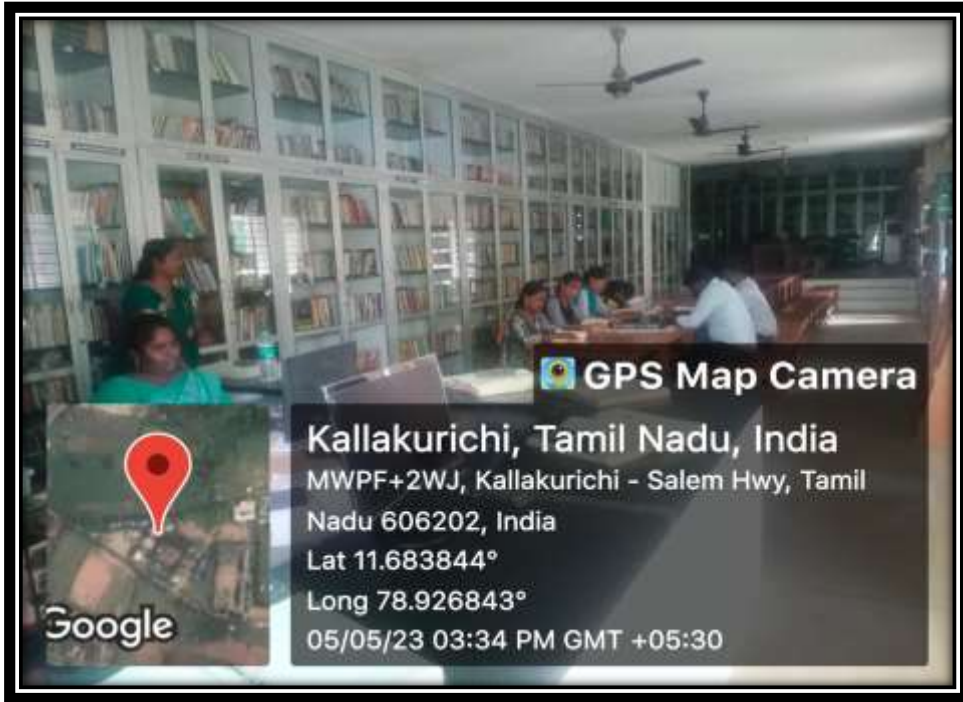 GPS Map Camera
Kallakurichi, Tamil Nadu, India
MWPF+2WJ, Kallakurichi - Salem Hwy, Tamil
Nadu 606202, India
Lat 11.683844°
Long 78.926843°
05/05/23 03:34 PM GMT +05:30
Google